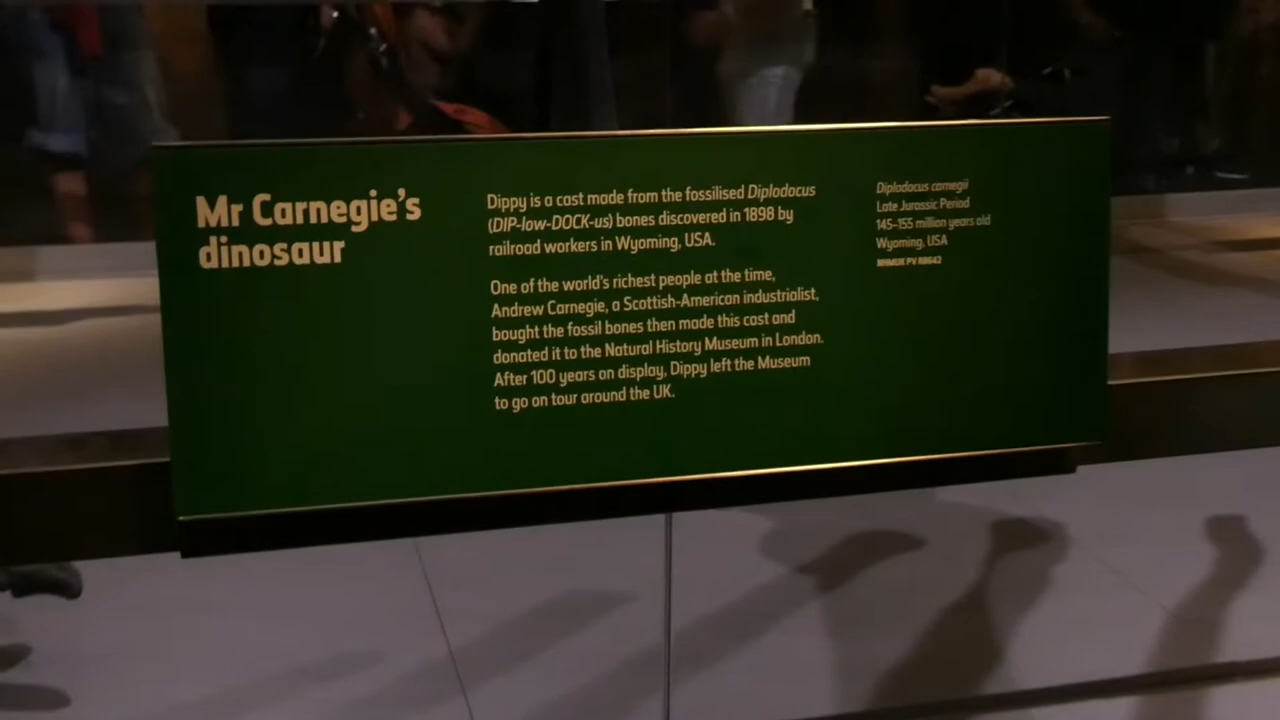 Mr Carnegie's
dinosaur
Dippy is a cast made from the fossilised Diplodocus
(DIP-low-DOCK-us) bones discovered in 1898 by
railroad workers in Wyoming, USA.
One of the world's richest people at the time,
Andrew Carnegie, a Scottish-American industrialist,
bought the fossil bones then made this cast and
donated it to the Natural History Museum in London.
After 100 years on display, Dippy left the Museum
to go on tour around the UK.
Diplodocus carnegii
Late Jurassic Period
145–155 million years old
Wyoming, USA
NHMUK PV R8642